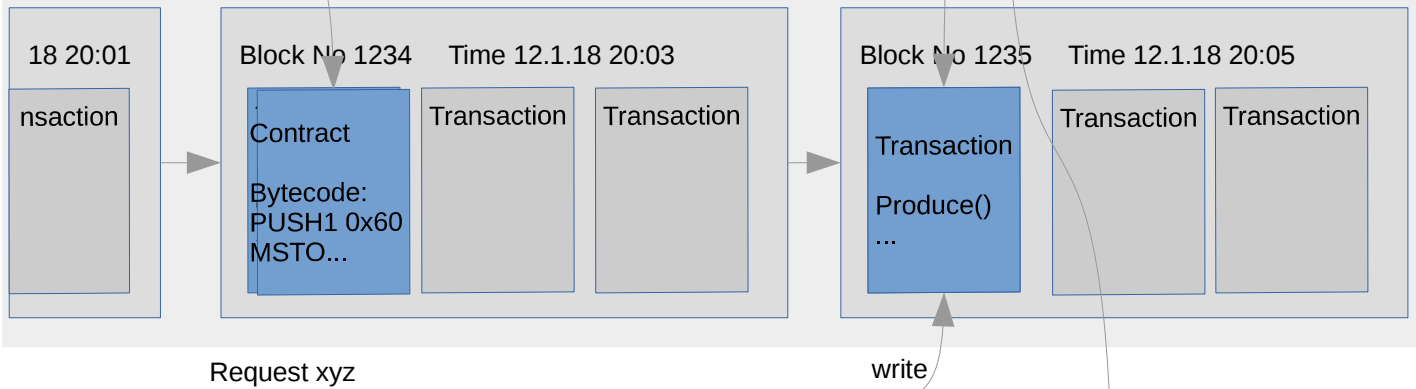 18 20:01
nsaction
Block No 1234 Time 12.1.18 20:03
Contract
Bytecode:
PUSH1 0x60
MSTO...
Transaction
Transaction
Block No 1235 Time 12.1.18 20:05
Transaction
Produce()
...
Transaction
Transaction
Request xyz
write